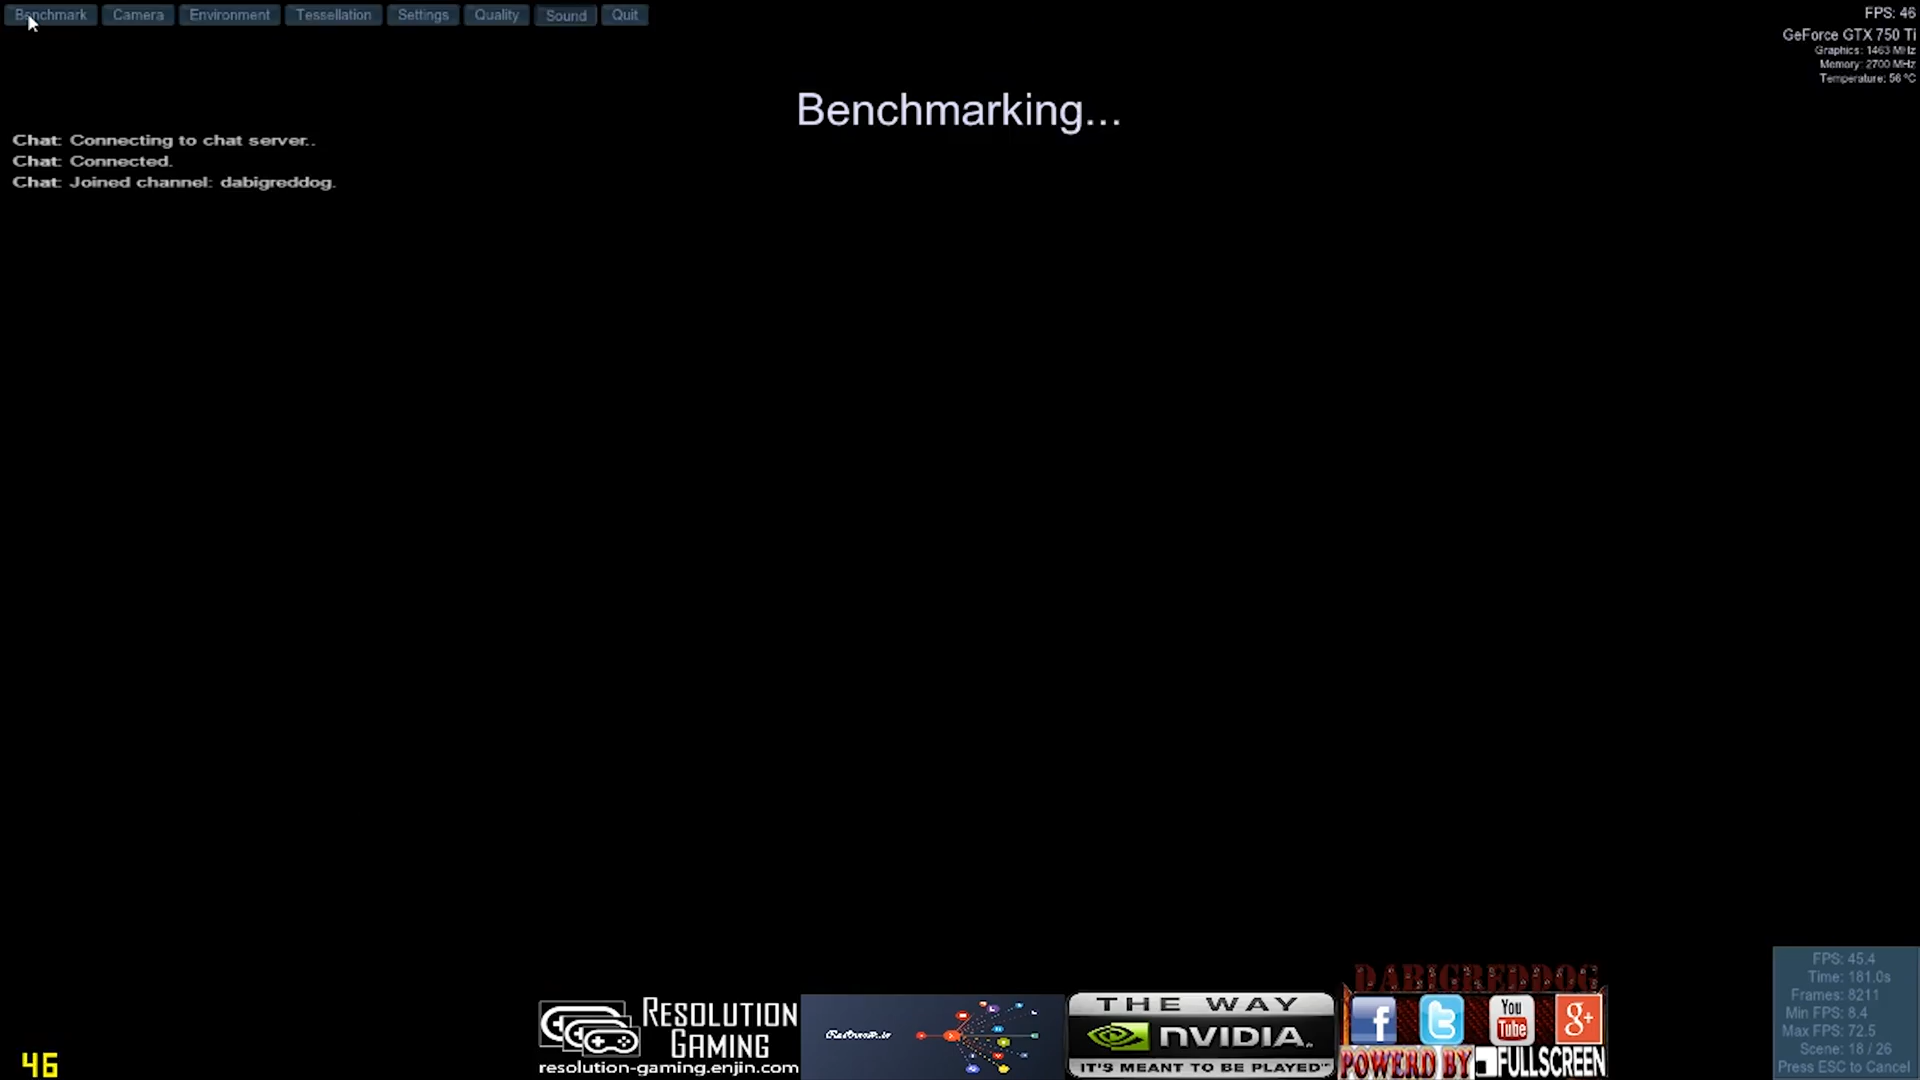 Benchmark Camera Environment Tessellation Settings Quality Sound Quit
FPS: 46
GeForce GTX 750 Ti
Graphics: 1463 MHz
Memory: 2700 MHz
Temperature: 56 °C
Benchmarking...
Chat: Connecting to chat server..
Chat: Connected.
Chat: Joined channel: dabigreddog.
46
RESOLUTION
GAMING
resolution-gaming.enjin.com
THE WAY
NVIDIA.
IT'S MEANT TO BE PLAYED™
DABIGREDDOG
f
You
Tube
g+
POWERD BY FULLSCREEN
FPS: 45.4
Time: 181.0s
Frames: 8211
Min FPS: 8.4
Max FPS: 72.5
Scene: 18 / 26
Press ESC to Cancel